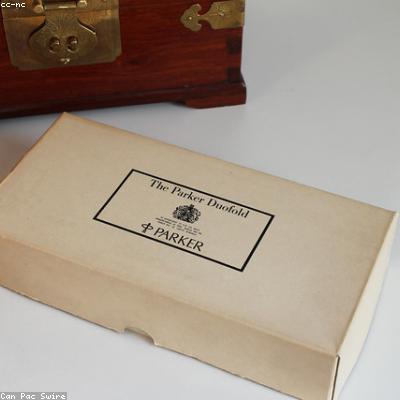 cc-nc
The Parker Duofold
PARKER
Can Pac Swire